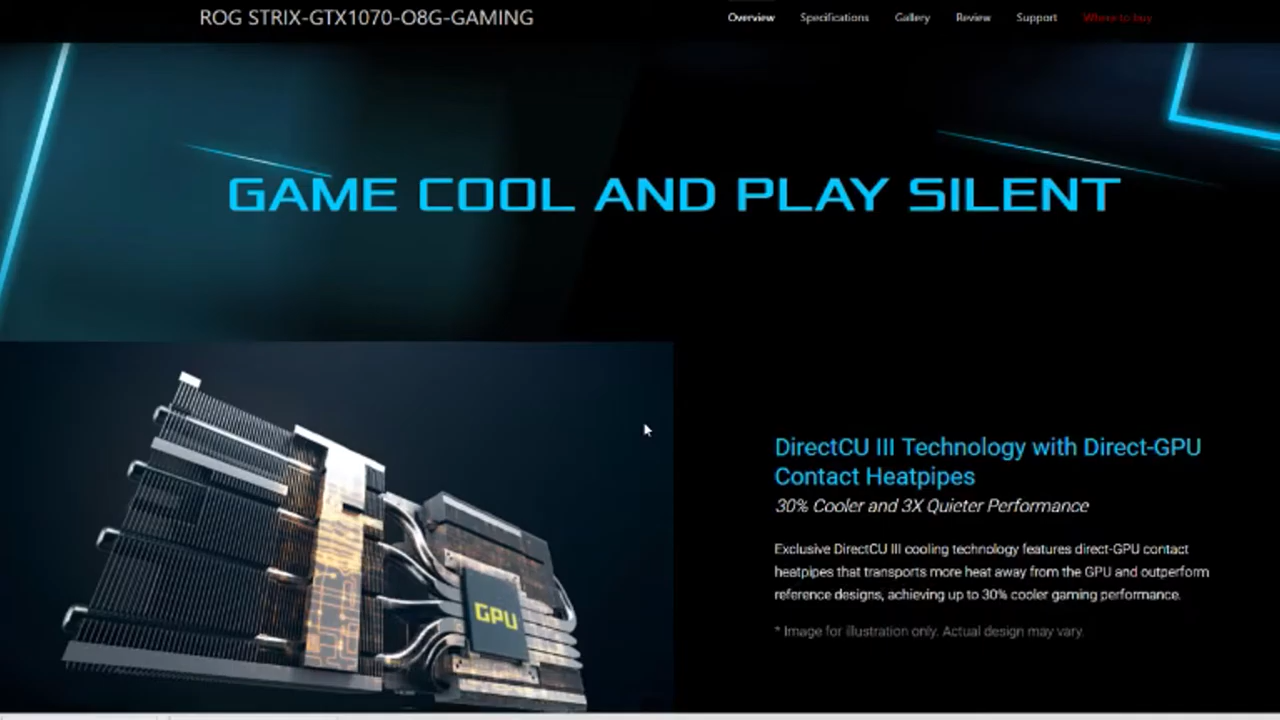 ROG STRIX-GTX1070-O8G-GAMING
Overview Specifications Gallery Review Support Where to buy
GAME COOL AND PLAY SILENT
GPU
DirectCU III Technology with Direct-GPU
Contact Heatpipes
30% Cooler and 3X Quieter Performance
Exclusive DirectCU III cooling technology features direct-GPU contact
heatpipes that transports more heat away from the GPU and outperform
reference designs, achieving up to 30% cooler gaming performance.
* Image for illustration only. Actual design may vary.